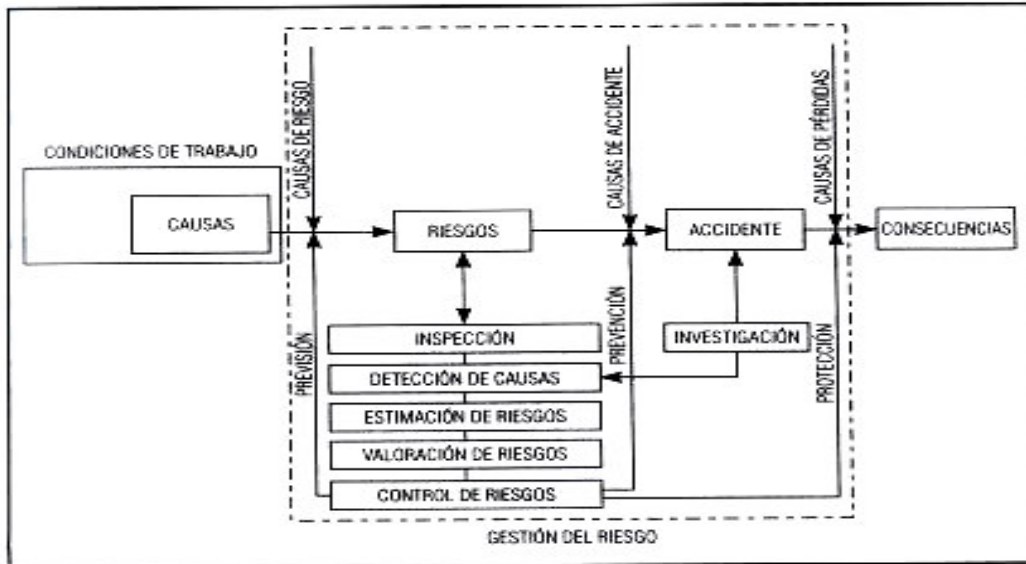 CONDICIONES DE TRABAJO
CAUSAS
CAUSAS DE RIESGO
RIESGOS
CAUSAS DE ACCIDENTE
ACCIDENTE
CAUSAS DE PÉRDIDAS
CONSECUENCIAS
PREVISIÓN
INSPECCIÓN
DETECCIÓN DE CAUSAS
ESTIMACIÓN DE RIESGOS
VALORACIÓN DE RIESGOS
CONTROL DE RIESGOS
PREVENCIÓN
INVESTIGACIÓN
PROTECCIÓN
GESTIÓN DEL RIESGO